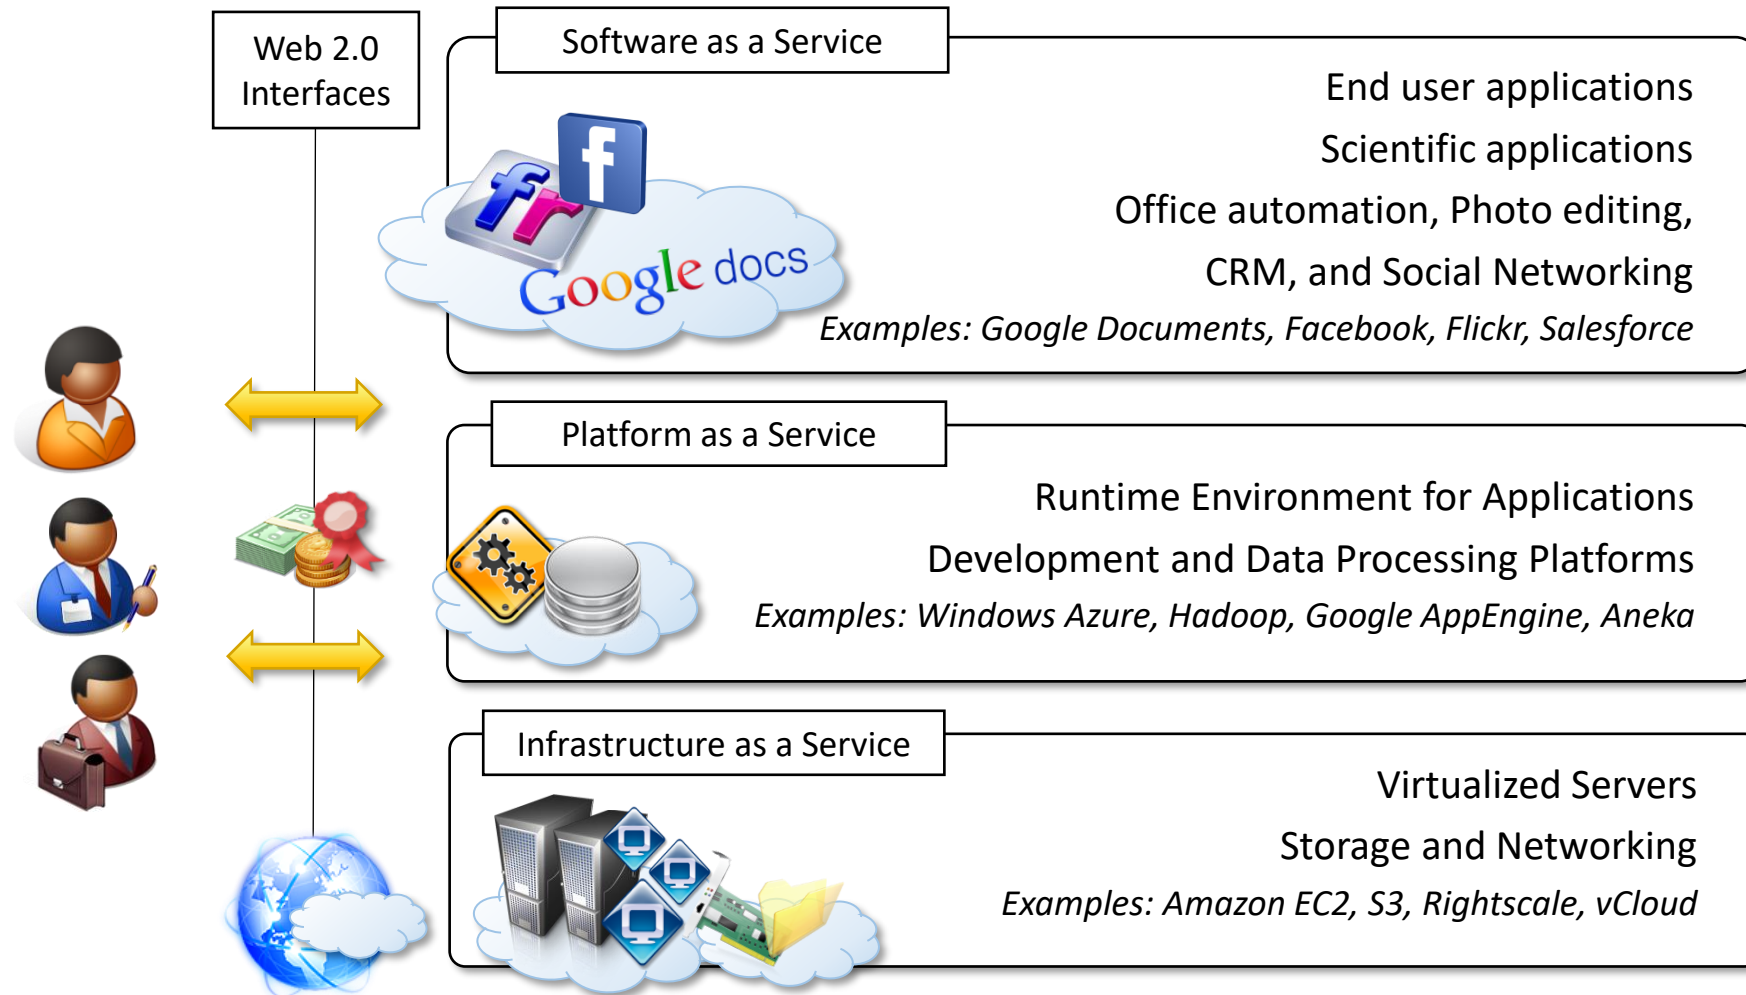 Web 2.0
Interfaces
Software as a Service
End user applications
Scientific applications
Office automation, Photo editing,
CRM, and Social Networking
Examples: Google Documents, Facebook, Flickr, Salesforce
f
fr
Google docs
Platform as a Service
Runtime Environment for Applications
Development and Data Processing Platforms
Examples: Windows Azure, Hadoop, Google AppEngine, Aneka
Infrastructure as a Service
Virtualized Servers
Storage and Networking
Examples: Amazon EC2, S3, Rightscale, vCloud